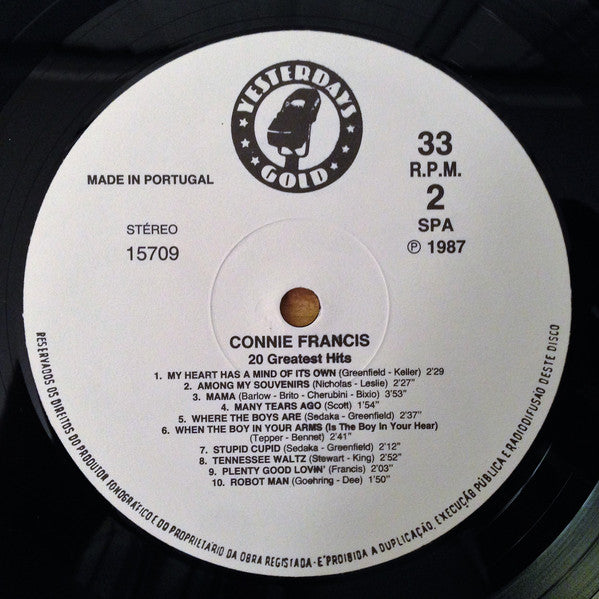 YESTERDAYS
GOLD
MADE IN PORTUGAL
STÉREO
15709
33
R.P.M.
2
SPA
℗ 1987
CONNIE FRANCIS
20 Greatest Hits
1. MY HEART HAS A MIND OF ITS OWN (Greenfield - Keller) 2'29
2. AMONG MY SOUVENIRS (Nicholas - Leslie) 2'27"
3. MAMA (Barlow - Brito - Cherubini - Bixio) 3'53"
4. MANY TEARS AGO (Scott) 1'54"
5. WHERE THE BOYS ARE (Sedaka - Greenfield) 2'37"
6. WHEN THE BOY IN YOUR ARMS (Is The Boy In Your Hear)
(Tepper - Bennet) 2'41"
7. STUPID CUPID (Sedaka - Greenfield) 2'12"
8. TENNESSEE WALTZ (Stewart - King) 2'52"
9. PLENTY GOOD LOVIN' (Francis) 2'03"
10. ROBOT MAN (Goehring - Dee) 1'50"
RESERVADOS OS DIREITOS DO PRODUTOR FONOGRÁFICO E DO PROPRIETÁRIO DA OBRA REGISTADA - E'PROIBIDA A DUPLICAÇÃO, EXECUÇÃO PÚBLICA E RADIODIFUSÃO DESTE DISCO